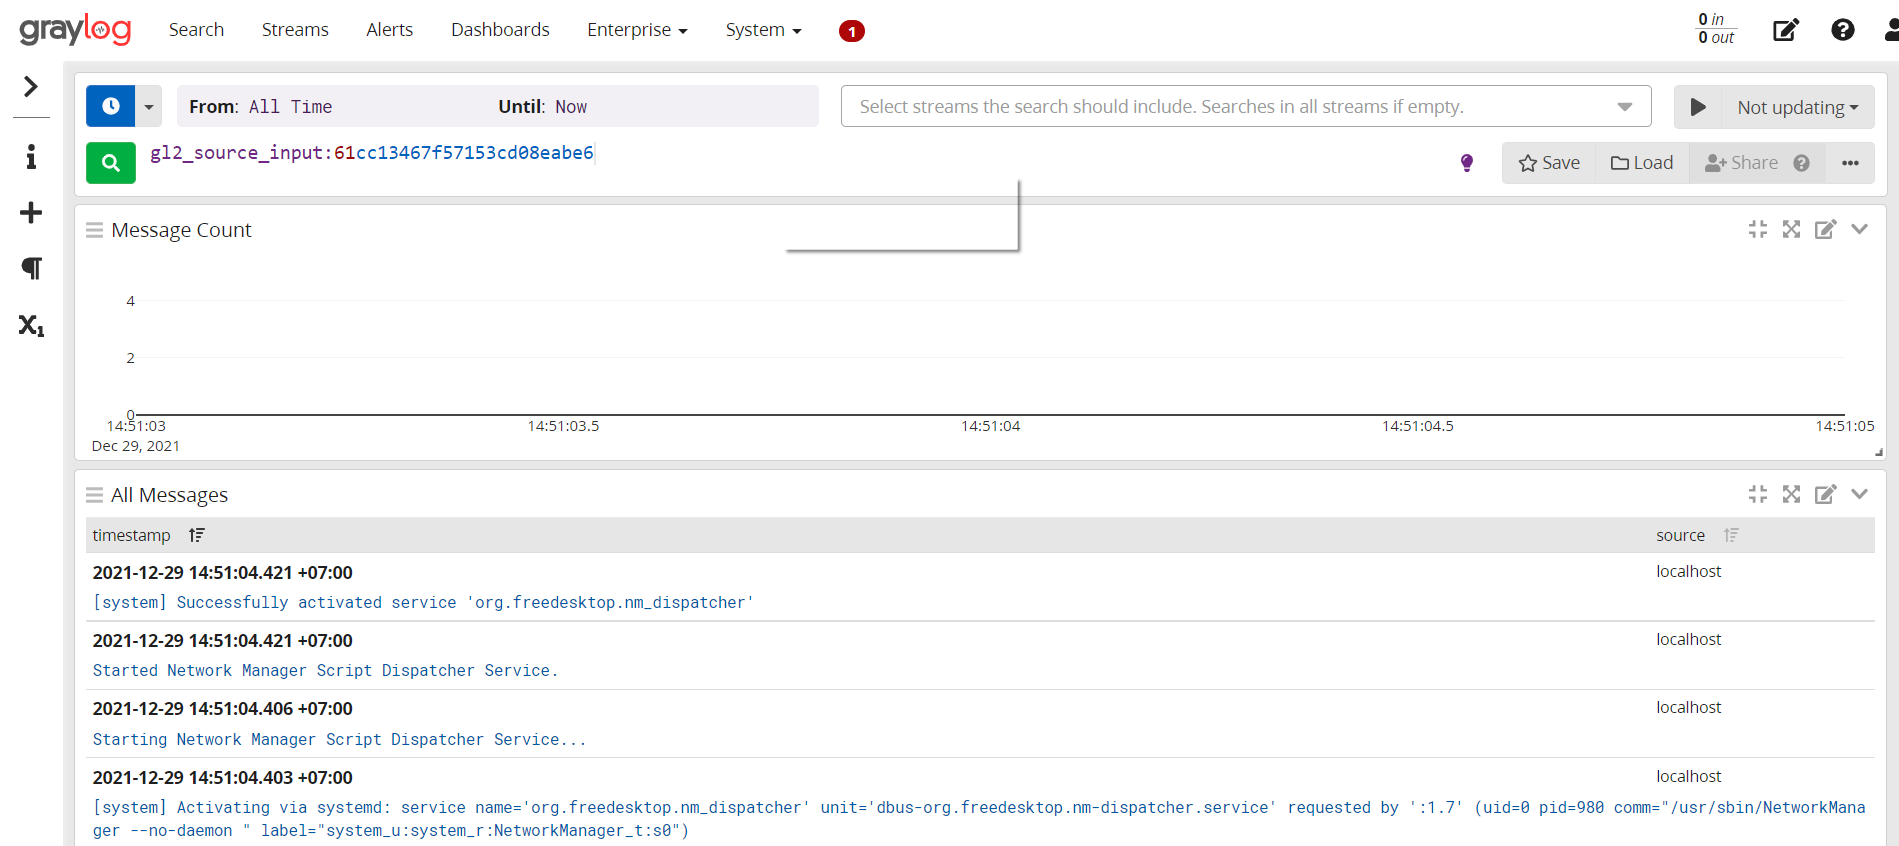 graylog Search Streams Alerts Dashboards Enterprise System 1 0 in
0 out
From: All Time Until: Now Select streams the search should include. Searches in all streams if empty. Not updating
gl2_source_input:61cc13467f57153cd08eabe6 Save Load Share
Message Count
4
2
0
14:51:03 14:51:03.5 14:51:04 14:51:04.5 14:51:05
Dec 29, 2021
All Messages
timestamp source
2021-12-29 14:51:04.421 +07:00 localhost
[system] Successfully activated service 'org.freedesktop.nm_dispatcher'
2021-12-29 14:51:04.421 +07:00 localhost
Started Network Manager Script Dispatcher Service.
2021-12-29 14:51:04.406 +07:00 localhost
Starting Network Manager Script Dispatcher Service...
2021-12-29 14:51:04.403 +07:00 localhost
[system] Activating via systemd: service name='org.freedesktop.nm_dispatcher' unit='dbus-org.freedesktop.nm-dispatcher.service' requested by ':1.7' (uid=0 pid=980 comm="/usr/sbin/NetworkMana
ger --no-daemon " label="system_u:system_r:NetworkManager_t:s0")